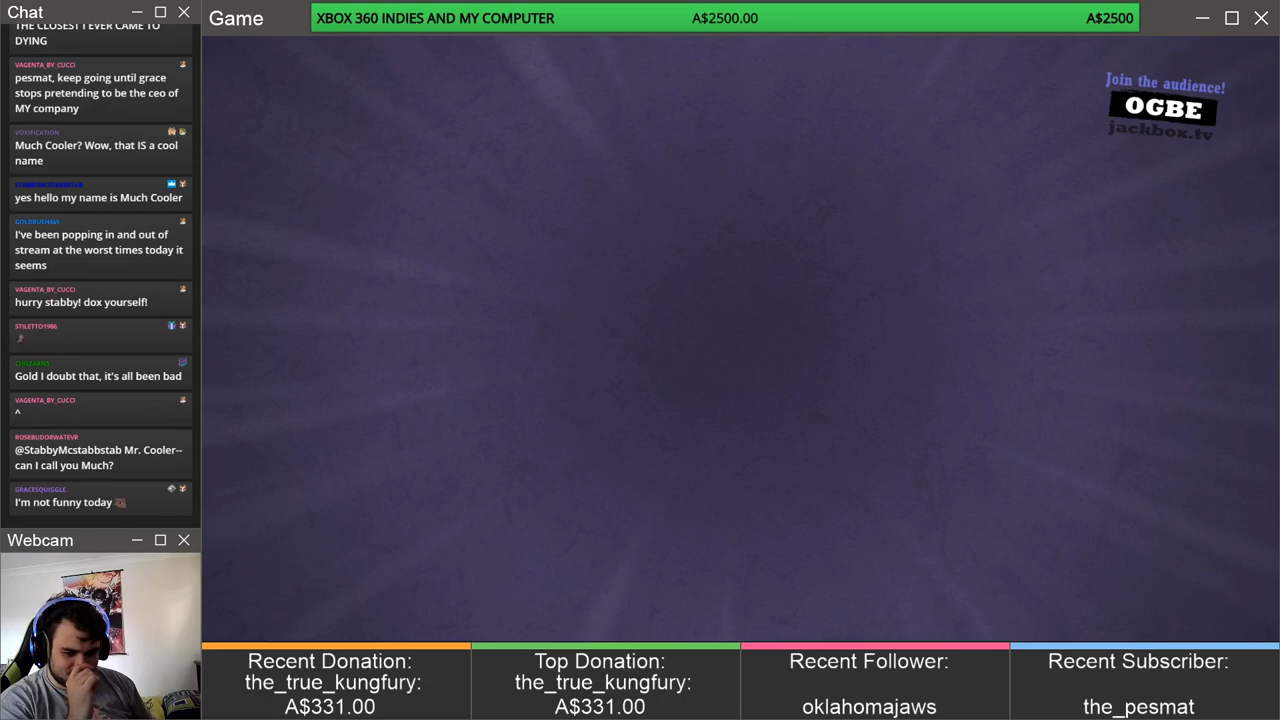 Chat
THE CLOSEST I EVER CAME TO
DYING
VAGENTA_BY_CUCCI
pesmat, keep going until grace
stops pretending to be the ceo of
MY company
VOXIFICATION
Much Cooler? Wow, that IS a cool
name
STABBYMCSTABBSTAB
yes hello my name is Much Cooler
GOLDRUSH465
I've been popping in and out of
stream at the worst times today it
seems
VAGENTA_BY_CUCCI
hurry stabby! dox yourself!
STILETTO1986
Gold I doubt that, it's all been bad
VAGENTA_BY_CUCCI
^
ROSEBUDORWATEVR
@StabbyMcstabbstab Mr. Cooler--
can I call you Much?
GRACESQUIGGLE
I'm not funny today
Webcam
Game
XBOX 360 INDIES AND MY COMPUTER
A$2500.00
A$2500
Join the audience!
OGBE
jackbox.tv
Recent Donation:
the_true_kungfury:
A$331.00
Top Donation:
the_true_kungfury:
A$331.00
Recent Follower:
oklahomajaws
Recent Subscriber:
the_pesmat